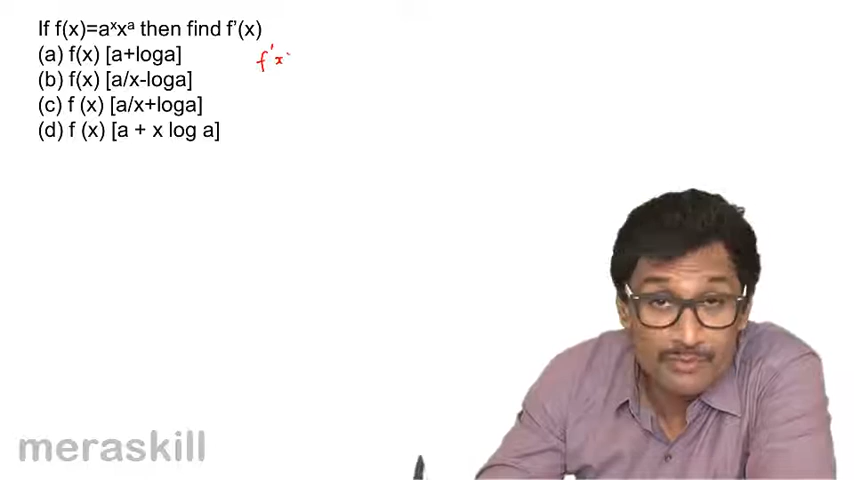 If f(x)=aˣxᵃ then find f’(x)
(a) f(x) [a+loga]
(b) f(x) [a/x-loga]
(c) f (x) [a/x+loga]
(d) f (x) [a + x log a]
f'x
meraskill